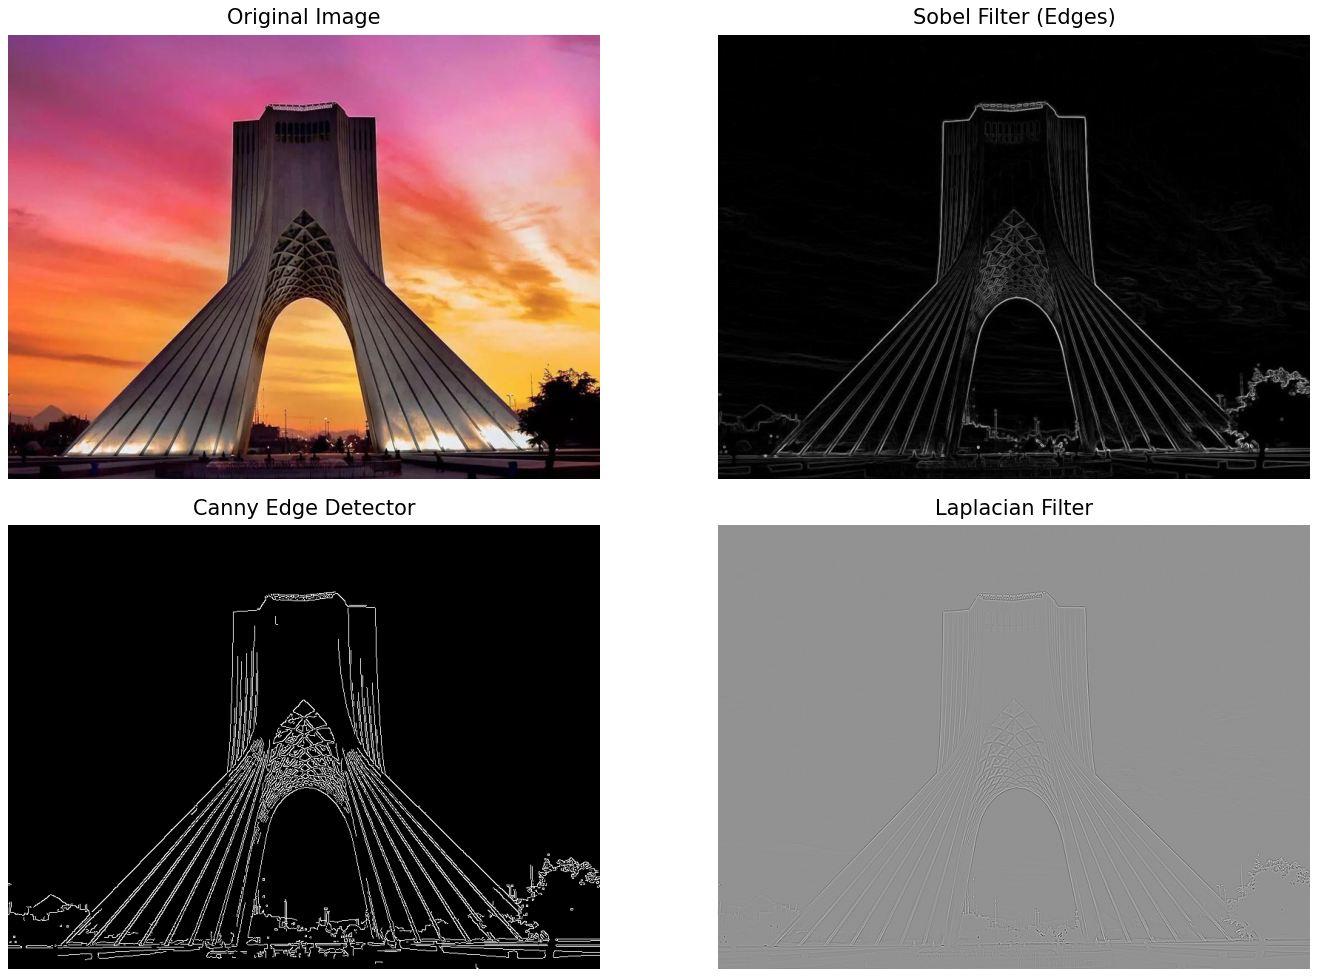 Original Image
Sobel Filter (Edges)
Canny Edge Detector
Laplacian Filter